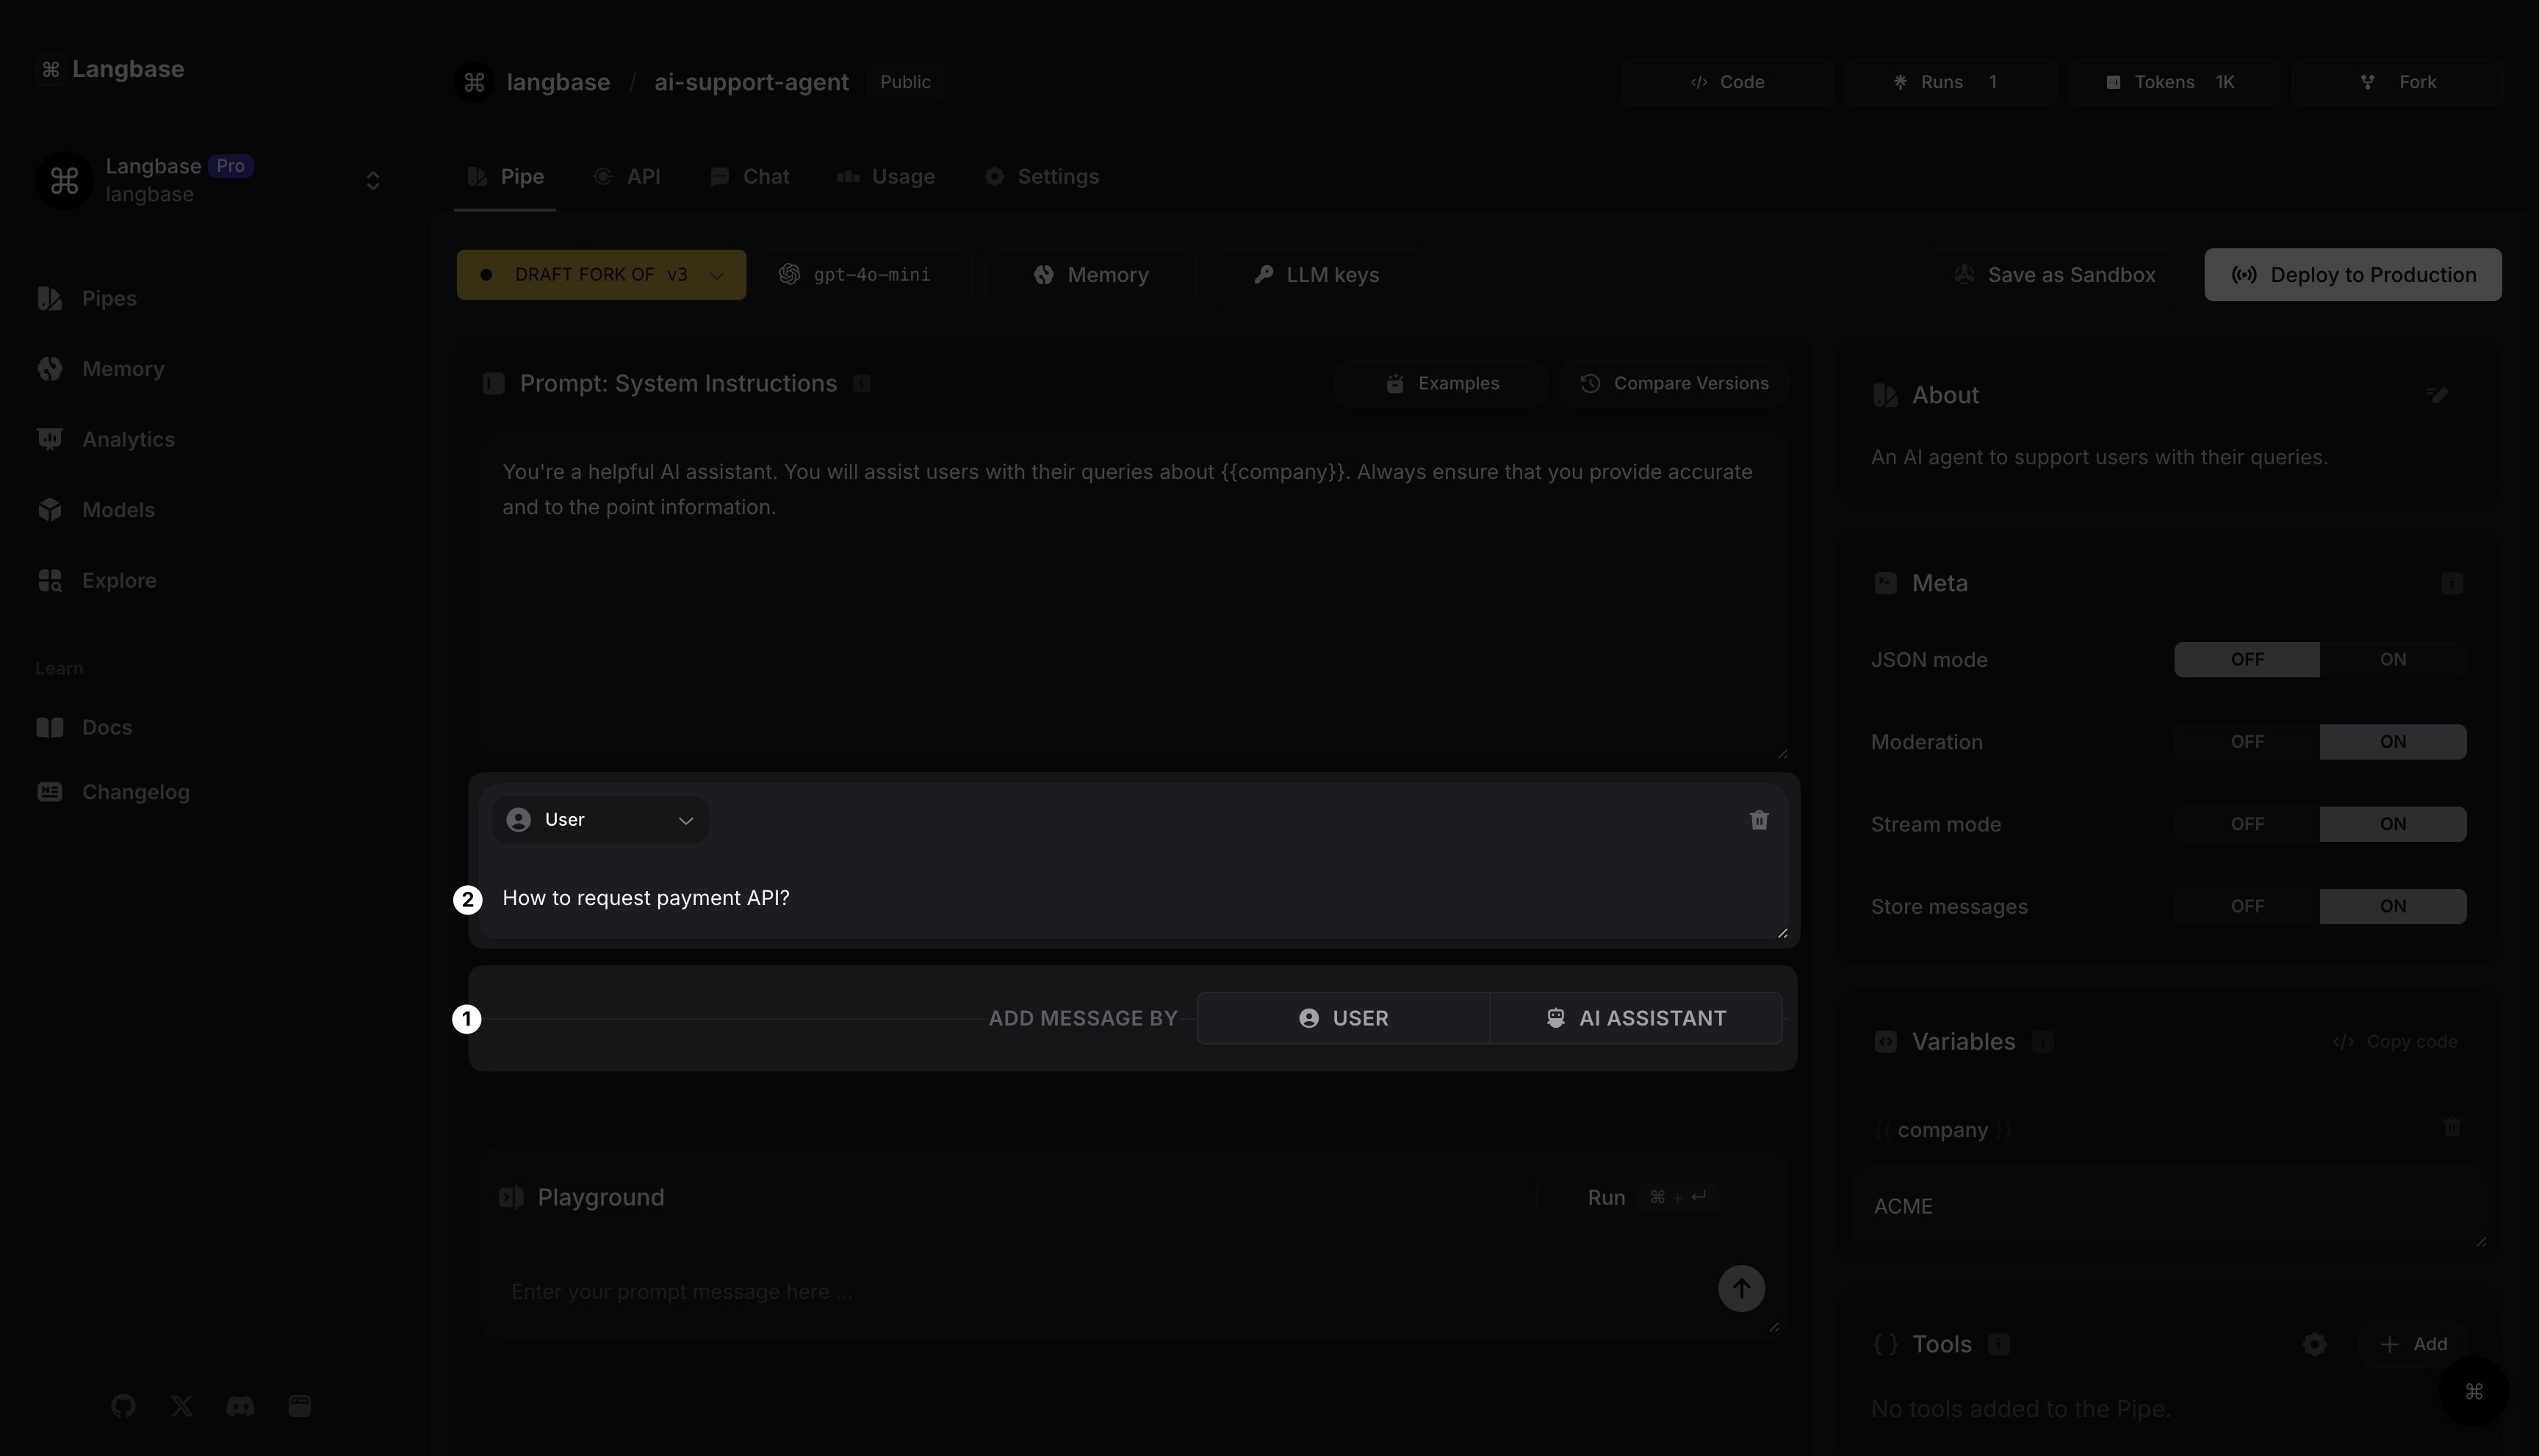 Langbase
Langbase Pro
langbase
Pipes
Memory
Analytics
Models
Explore
Learn
Docs
Changelog
langbase / ai-support-agent Public
Code
Runs 1
Tokens 1K
Fork
Pipe
API
Chat
Usage
Settings
DRAFT FORK OF v3
gpt-4o-mini
Memory
LLM keys
Save as Sandbox
Deploy to Production
Prompt: System Instructions
Examples
Compare Versions
You're a helpful AI assistant. You will assist users with their queries about {{company}}. Always ensure that you provide accurate
and to the point information.
User
2
How to request payment API?
1
ADD MESSAGE BY
USER
AI ASSISTANT
Playground
Run ⌘ + ↵
Enter your prompt message here ...
About
An AI agent to support users with their queries.
Meta
JSON mode OFF ON
Moderation OFF ON
Stream mode OFF ON
Store messages OFF ON
Variables
Copy code
{{ company }}
ACME
Tools
Add
No tools added to the Pipe.